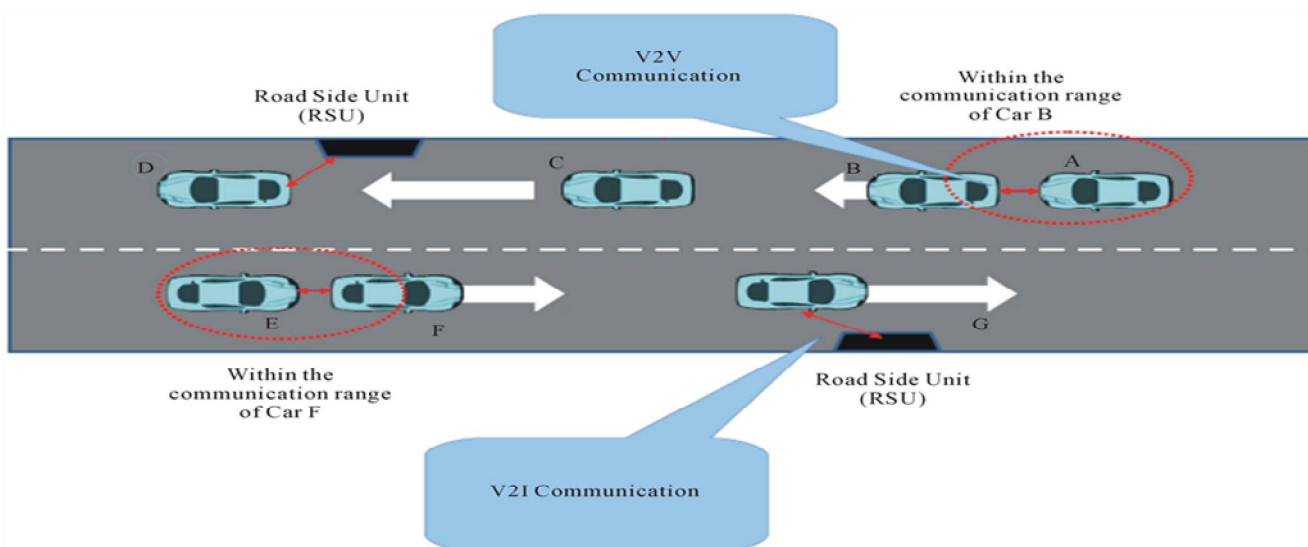 V2V
Communication
Road Side Unit
(RSU)
Within the
communication range
of Car B
D
C
B
A
E
F
G
Within the
communication range
of Car F
Road Side Unit
(RSU)
V2I Communication